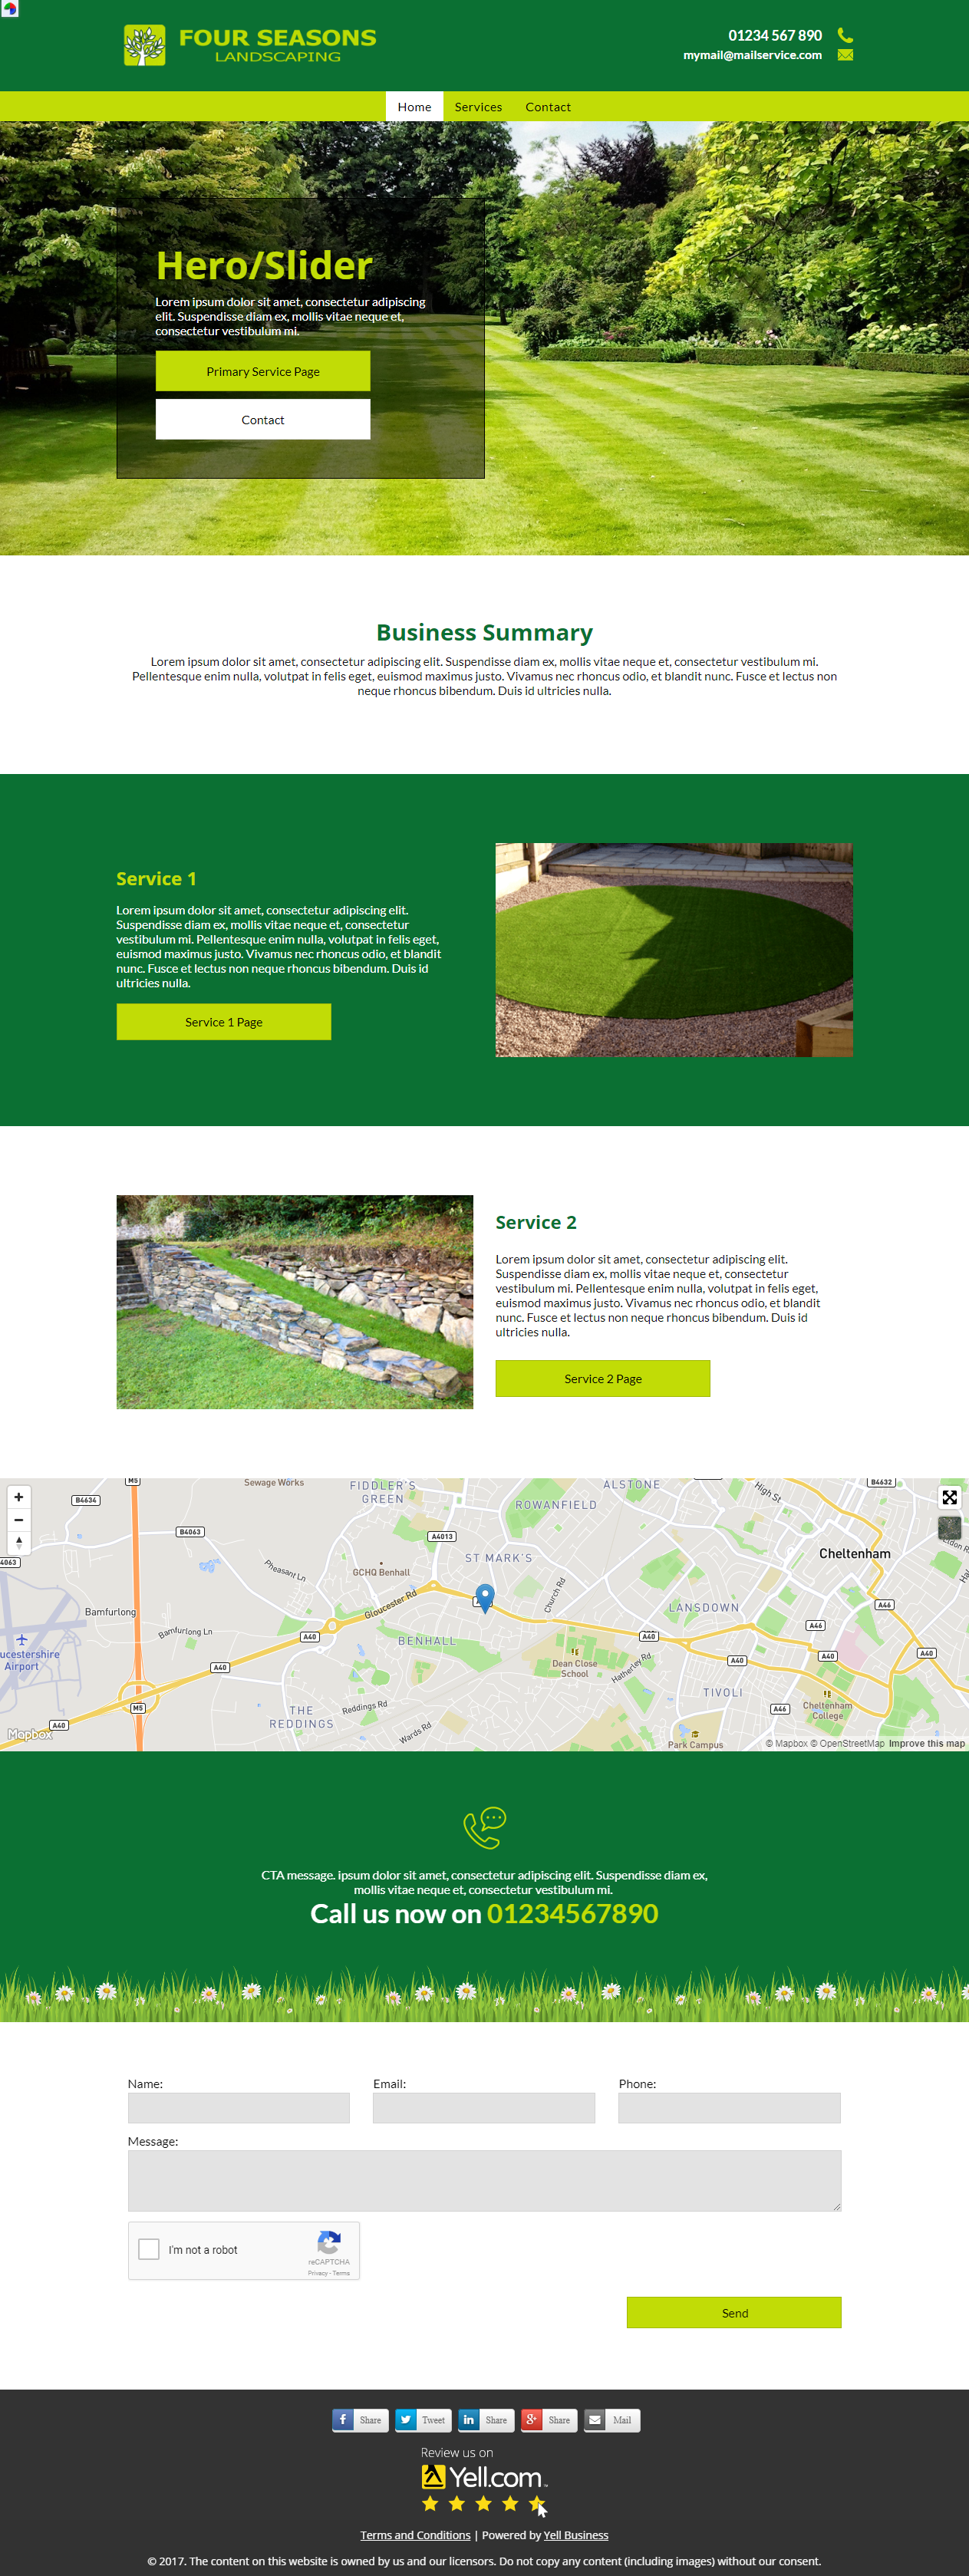 FOUR SEASONS
LANDSCAPING
01234 567 890
mymail@mailservice.com
Home
Services
Contact
Hero/Slider
Lorem ipsum dolor sit amet, consectetur adipiscing
elit. Suspendisse diam ex, mollis vitae neque et,
consectetur vestibulum mi.
Primary Service Page
Contact
Business Summary
Lorem ipsum dolor sit amet, consectetur adipiscing elit. Suspendisse diam ex, mollis vitae neque et, consectetur vestibulum mi.
Pellentesque enim nulla, volutpat in felis eget, euismod maximus justo. Vivamus nec rhoncus odio, et blandit nunc. Fusce et lectus non
neque rhoncus bibendum. Duis id ultricies nulla.
Service 1
Lorem ipsum dolor sit amet, consectetur adipiscing elit.
Suspendisse diam ex, mollis vitae neque et, consectetur
vestibulum mi. Pellentesque enim nulla, volutpat in felis eget,
euismod maximus justo. Vivamus nec rhoncus odio, et blandit
nunc. Fusce et lectus non neque rhoncus bibendum. Duis id
ultricies nulla.
Service 1 Page
Service 2
Lorem ipsum dolor sit amet, consectetur adipiscing elit.
Suspendisse diam ex, mollis vitae neque et, consectetur
vestibulum mi. Pellentesque enim nulla, volutpat in felis eget,
euismod maximus justo. Vivamus nec rhoncus odio, et blandit
nunc. Fusce et lectus non neque rhoncus bibendum. Duis id
ultricies nulla.
Service 2 Page
M5
Sewage Works
FIDDLER'S
GREEN
ALSTONE
B4632
High St
B4634
ROWANFIELD
B4063
A4013
4063
ST MARK'S
Cheltenham
Pheasant Ln
GCHQ Benhall
Church Rd
Gloucester Rd
Bamfurlong
LANSDOWN
A46
Bamfurlong Ln
A40
BENHALL
A40
A46
ucestershire
Airport
A40
Dean Close
School
Hatherley Rd
A40
A40
A40
TIVOLI
M5
THE
REDDINGS
Reddings Rd
A46
Cheltenham
College
A40
Wards Rd
Park Campus
Mapbox
© Mapbox © OpenStreetMap Improve this map
CTA message. ipsum dolor sit amet, consectetur adipiscing elit. Suspendisse diam ex,
mollis vitae neque et, consectetur vestibulum mi.
Call us now on 01234567890
Name:
Email:
Phone:
Message:
I'm not a robot
reCAPTCHA
Privacy - Terms
Send
Share
Tweet
Share
Share
Mail
Review us on
Yell.com
Terms and Conditions | Powered by Yell Business
© 2017. The content on this website is owned by us and our licensors. Do not copy any content (including images) without our consent.